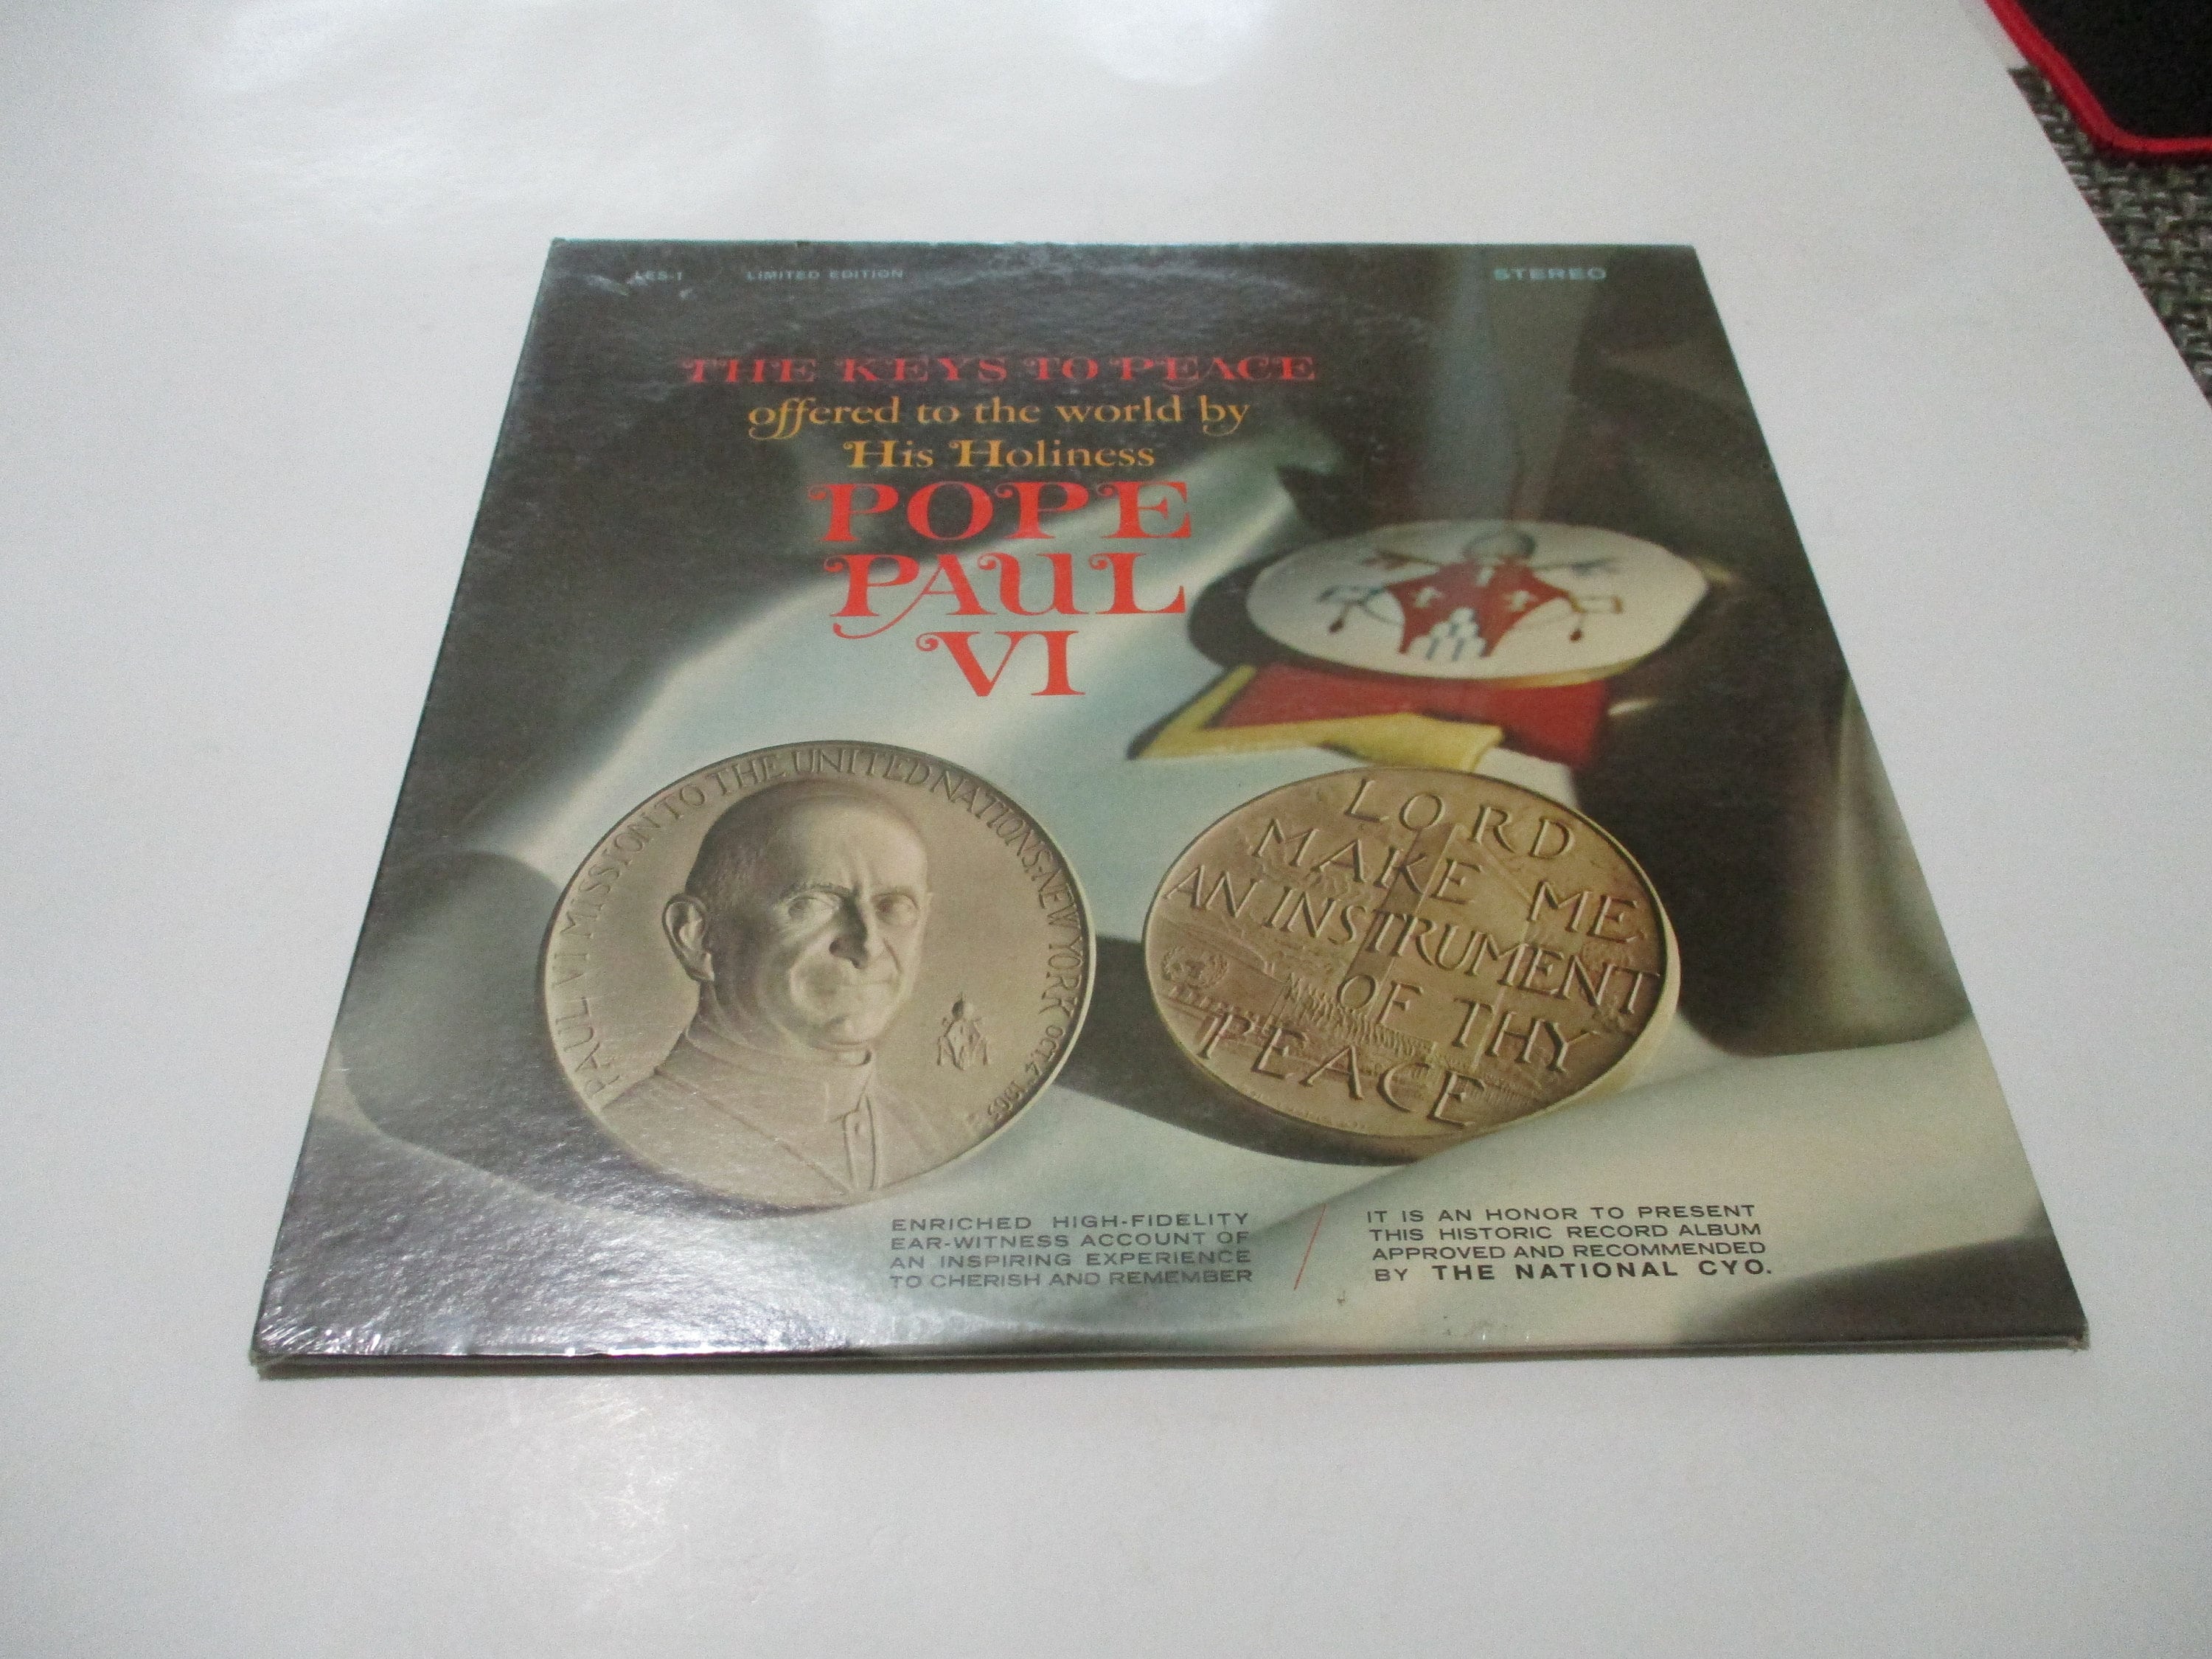 LES-1 LIMITED EDITION STEREO
THE KEYS TO PEACE
offered to the world by
His Holiness
POPE
PAUL
VI
PAUL VI MISSION TO THE UNITED NATIONS·NEW YORK OCT. 4 1965
LORD
MAKE ME
AN INSTRUMENT
OF THY
PEACE
ENRICHED HIGH-FIDELITY
EAR-WITNESS ACCOUNT OF
AN INSPIRING EXPERIENCE
TO CHERISH AND REMEMBER
IT IS AN HONOR TO PRESENT
THIS HISTORIC RECORD ALBUM
APPROVED AND RECOMMENDED
BY THE NATIONAL CYO.